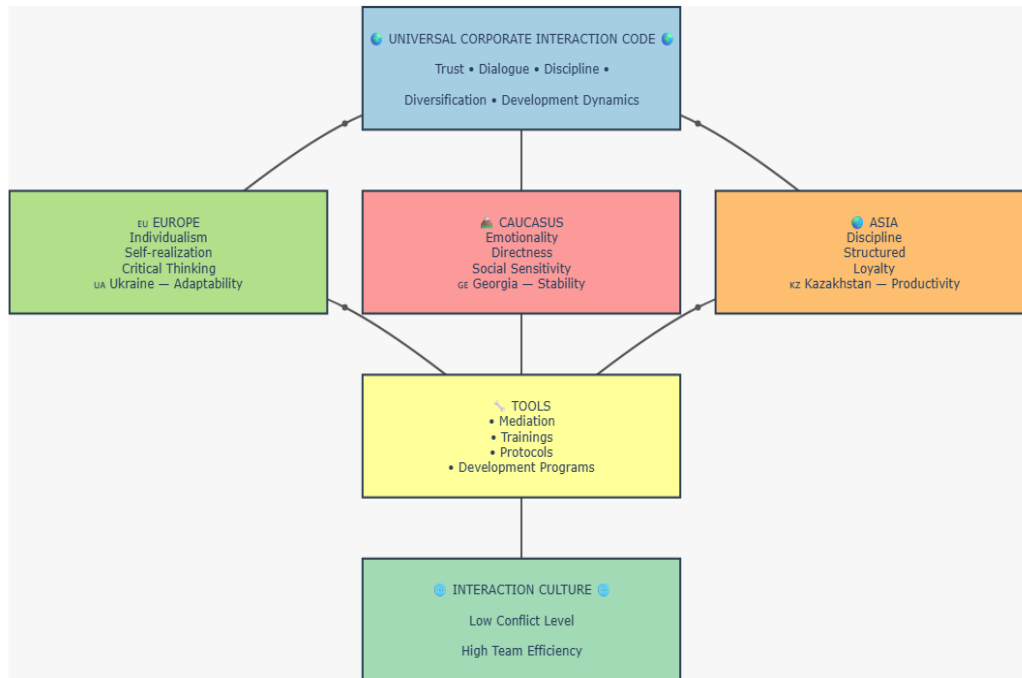 🌍 UNIVERSAL CORPORATE INTERACTION CODE 🌍
Trust • Dialogue • Discipline •
Diversification • Development Dynamics
EU EUROPE
Individualism
Self-realization
Critical Thinking
UA Ukraine — Adaptability
⛰️ CAUCASUS
Emotionality
Directness
Social Sensitivity
GE Georgia — Stability
🌏 ASIA
Discipline
Structured
Loyalty
KZ Kazakhstan — Productivity
🔧 TOOLS
• Mediation
• Trainings
• Protocols
• Development Programs
🌐 INTERACTION CULTURE 🌐
Low Conflict Level
High Team Efficiency